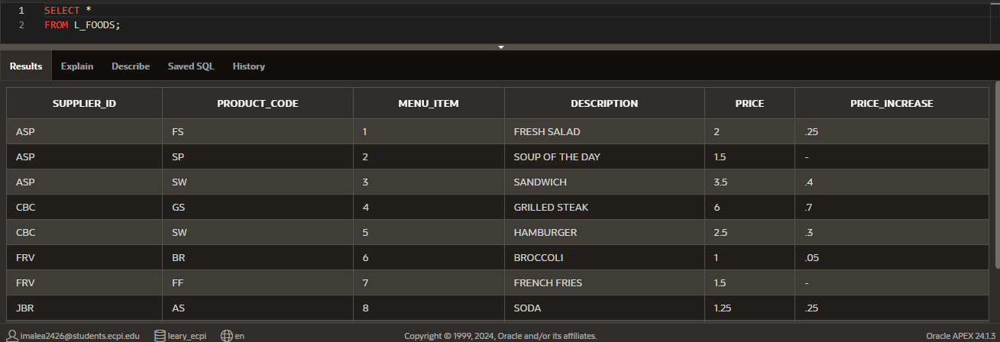 1 SELECT *
2 FROM L_FOODS;
Results Explain Describe Saved SQL History
SUPPLIER_ID PRODUCT_CODE MENU_ITEM DESCRIPTION PRICE PRICE_INCREASE
ASP FS 1 FRESH SALAD 2 .25
ASP SP 2 SOUP OF THE DAY 1.5 -
ASP SW 3 SANDWICH 3.5 .4
CBC GS 4 GRILLED STEAK 6 .7
CBC SW 5 HAMBURGER 2.5 .3
FRV BR 6 BROCCOLI 1 .05
FRV FF 7 FRENCH FRIES 1.5 -
JBR AS 8 SODA 1.25 .25
imalea2426@students.ecpi.edu leary_ecpi en Copyright © 1999, 2024, Oracle and/or its affiliates. Oracle APEX 24.1.3